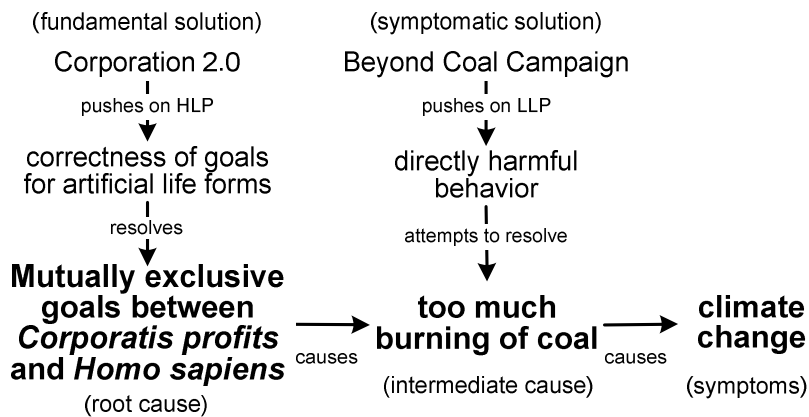 (fundamental solution)
Corporation 2.0
pushes on HLP
correctness of goals
for artificial life forms
resolves
Mutually exclusive
goals between
Corporatis profits
and Homo sapiens
(root cause)
causes
(symptomatic solution)
Beyond Coal Campaign
pushes on LLP
directly harmful
behavior
attempts to resolve
too much
burning of coal
(intermediate cause)
causes
climate
change
(symptoms)